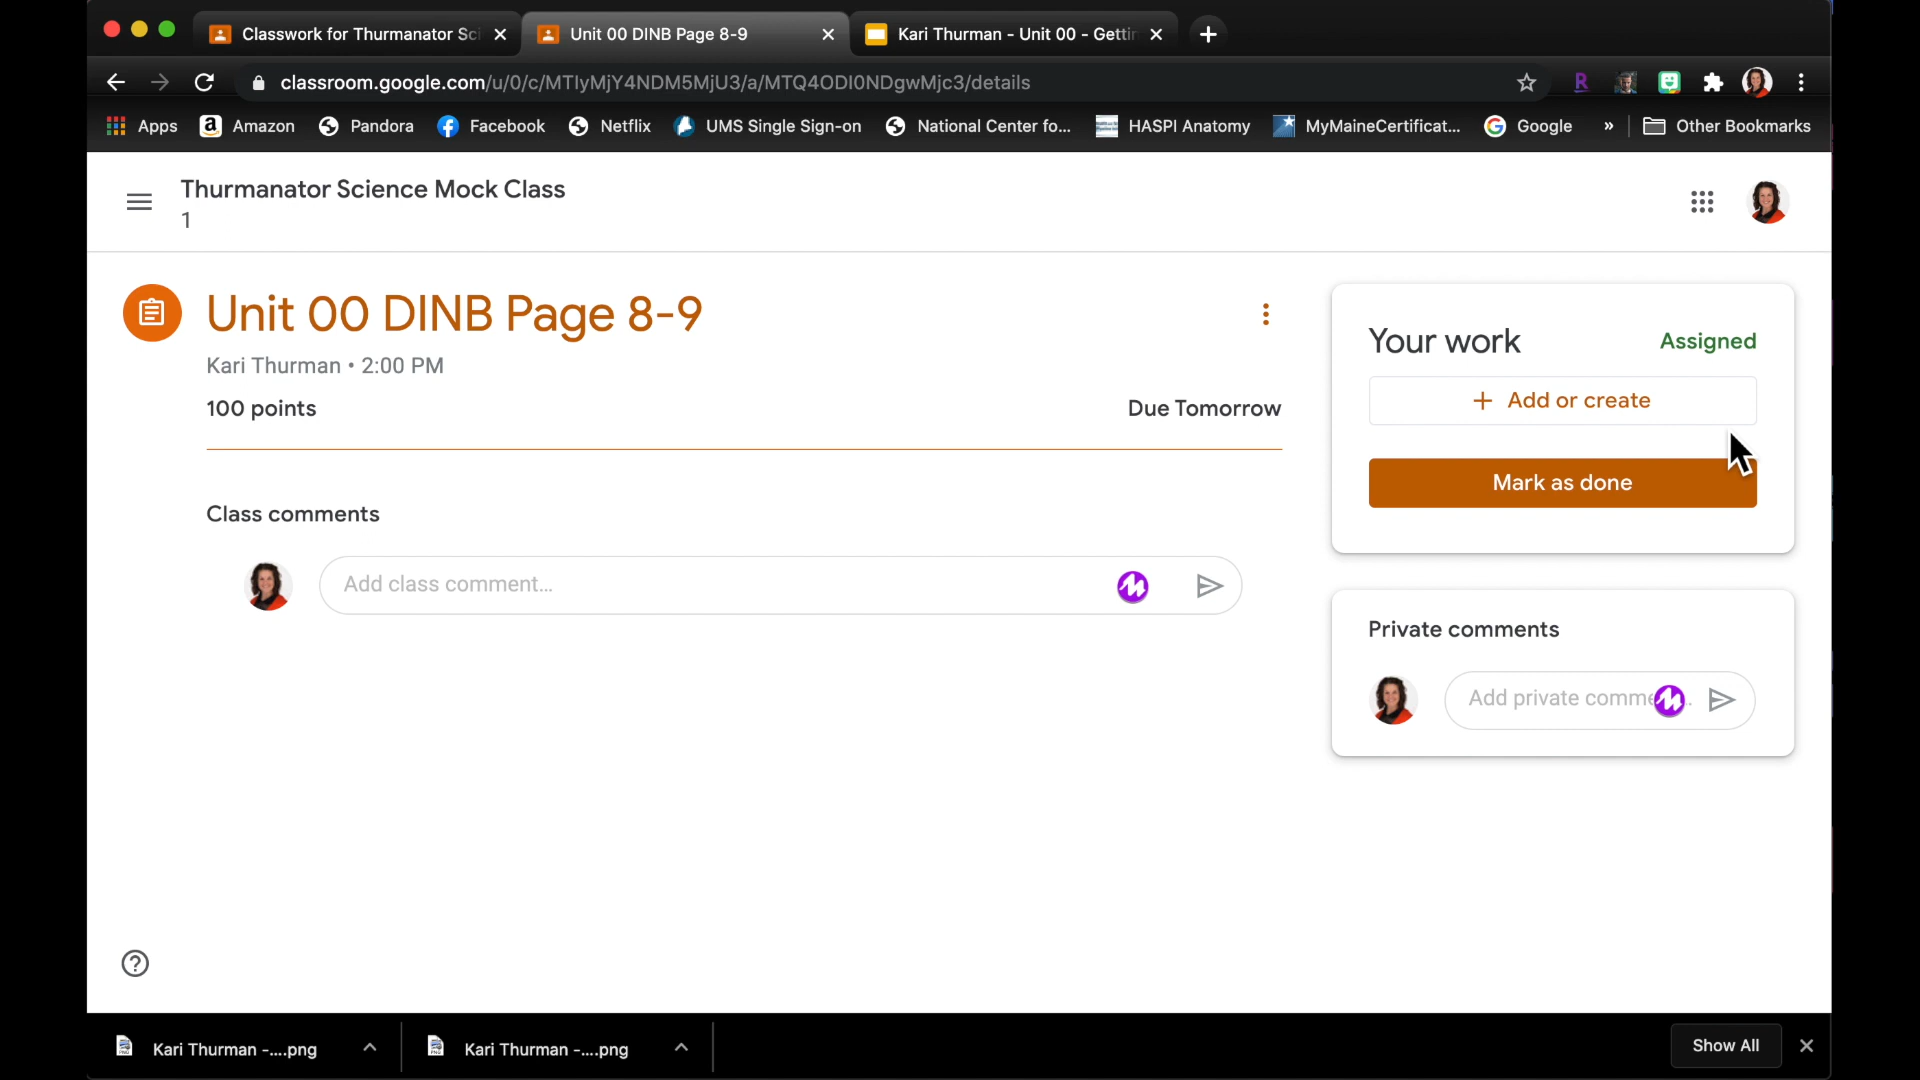 Classwork for Thurmanator Sci
Unit 00 DINB Page 8-9
Kari Thurman - Unit 00 - Gettin
classroom.google.com/u/0/c/MTIyMjY4NDM5MjU3/a/MTQ4ODI0NDgwMjc3/details
Apps
Amazon
Pandora
Facebook
Netflix
UMS Single Sign-on
National Center fo...
HASPI Anatomy
MyMaineCertificat...
Google
»
Other Bookmarks
Thurmanator Science Mock Class
1
Unit 00 DINB Page 8-9
Kari Thurman • 2:00 PM
100 points
Due Tomorrow
Class comments
Add class comment...
Your work
Assigned
+ Add or create
Mark as done
Private comments
Add private comme
Kari Thurman -....png
Kari Thurman -....png
Show All